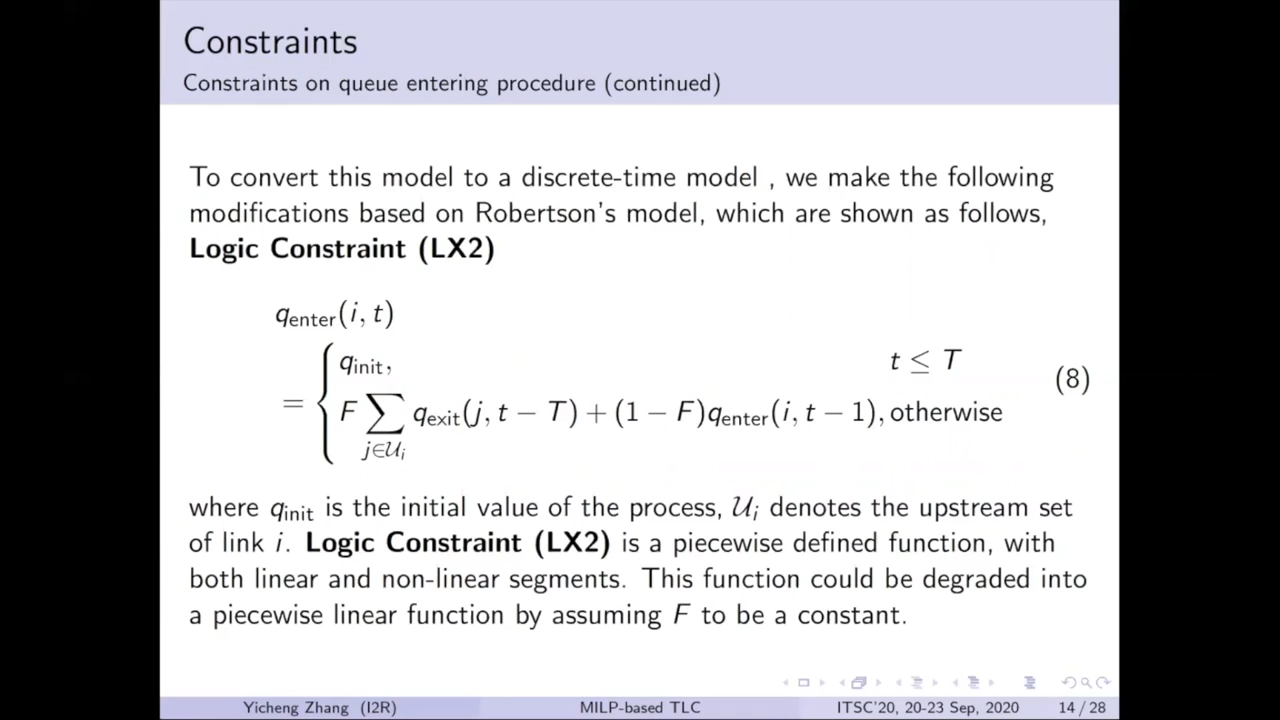 Constraints
Constraints on queue entering procedure (continued)
To convert this model to a discrete-time model , we make the following
modifications based on Robertson's model, which are shown as follows,
Logic Constraint (LX2)
q_enter(i, t)
= { q_init, t ≤ T
F ∑_{j∈𝒰_i} q_exit(j, t − T) + (1 − F)q_enter(i, t − 1), otherwise
(8)
where q_init is the initial value of the process, 𝒰_i denotes the upstream set
of link i. Logic Constraint (LX2) is a piecewise defined function, with
both linear and non-linear segments. This function could be degraded into
a piecewise linear function by assuming F to be a constant.
Yicheng Zhang (I2R) MILP-based TLC ITSC'20, 20-23 Sep, 2020 14 / 28